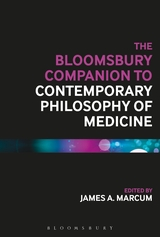 THE
BLOOMSBURY
COMPANION TO
CONTEMPORARY
PHILOSOPHY OF
MEDICINE
EDITED BY
JAMES A. MARCUM
BLOOMSBURY